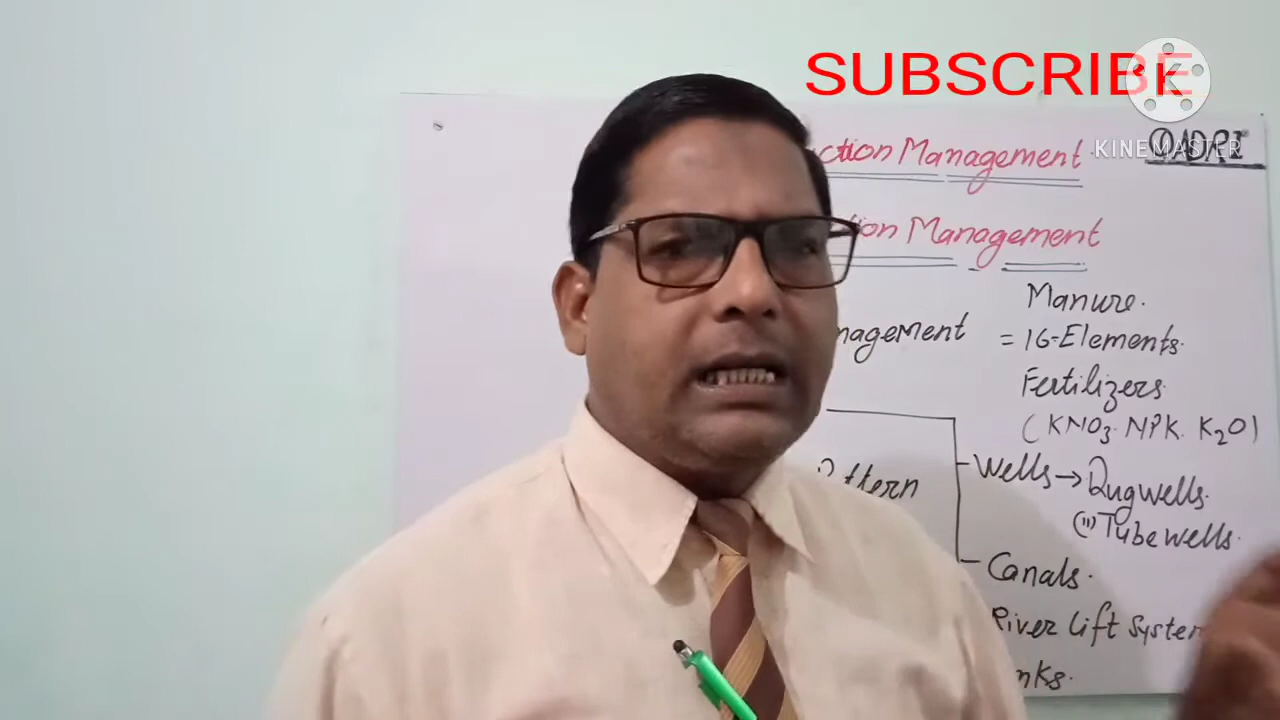 SUBSCRIBE
K
KINEMASTER
QADRI
ction Management
tion Management
nagement
Manure.
= 16-Elements.
Fertilizers.
(KNO3. NPK. K2O)
Pattern
Wells → Dugwells.
(ii) Tubewells.
Canals.
River Lift System
nks.